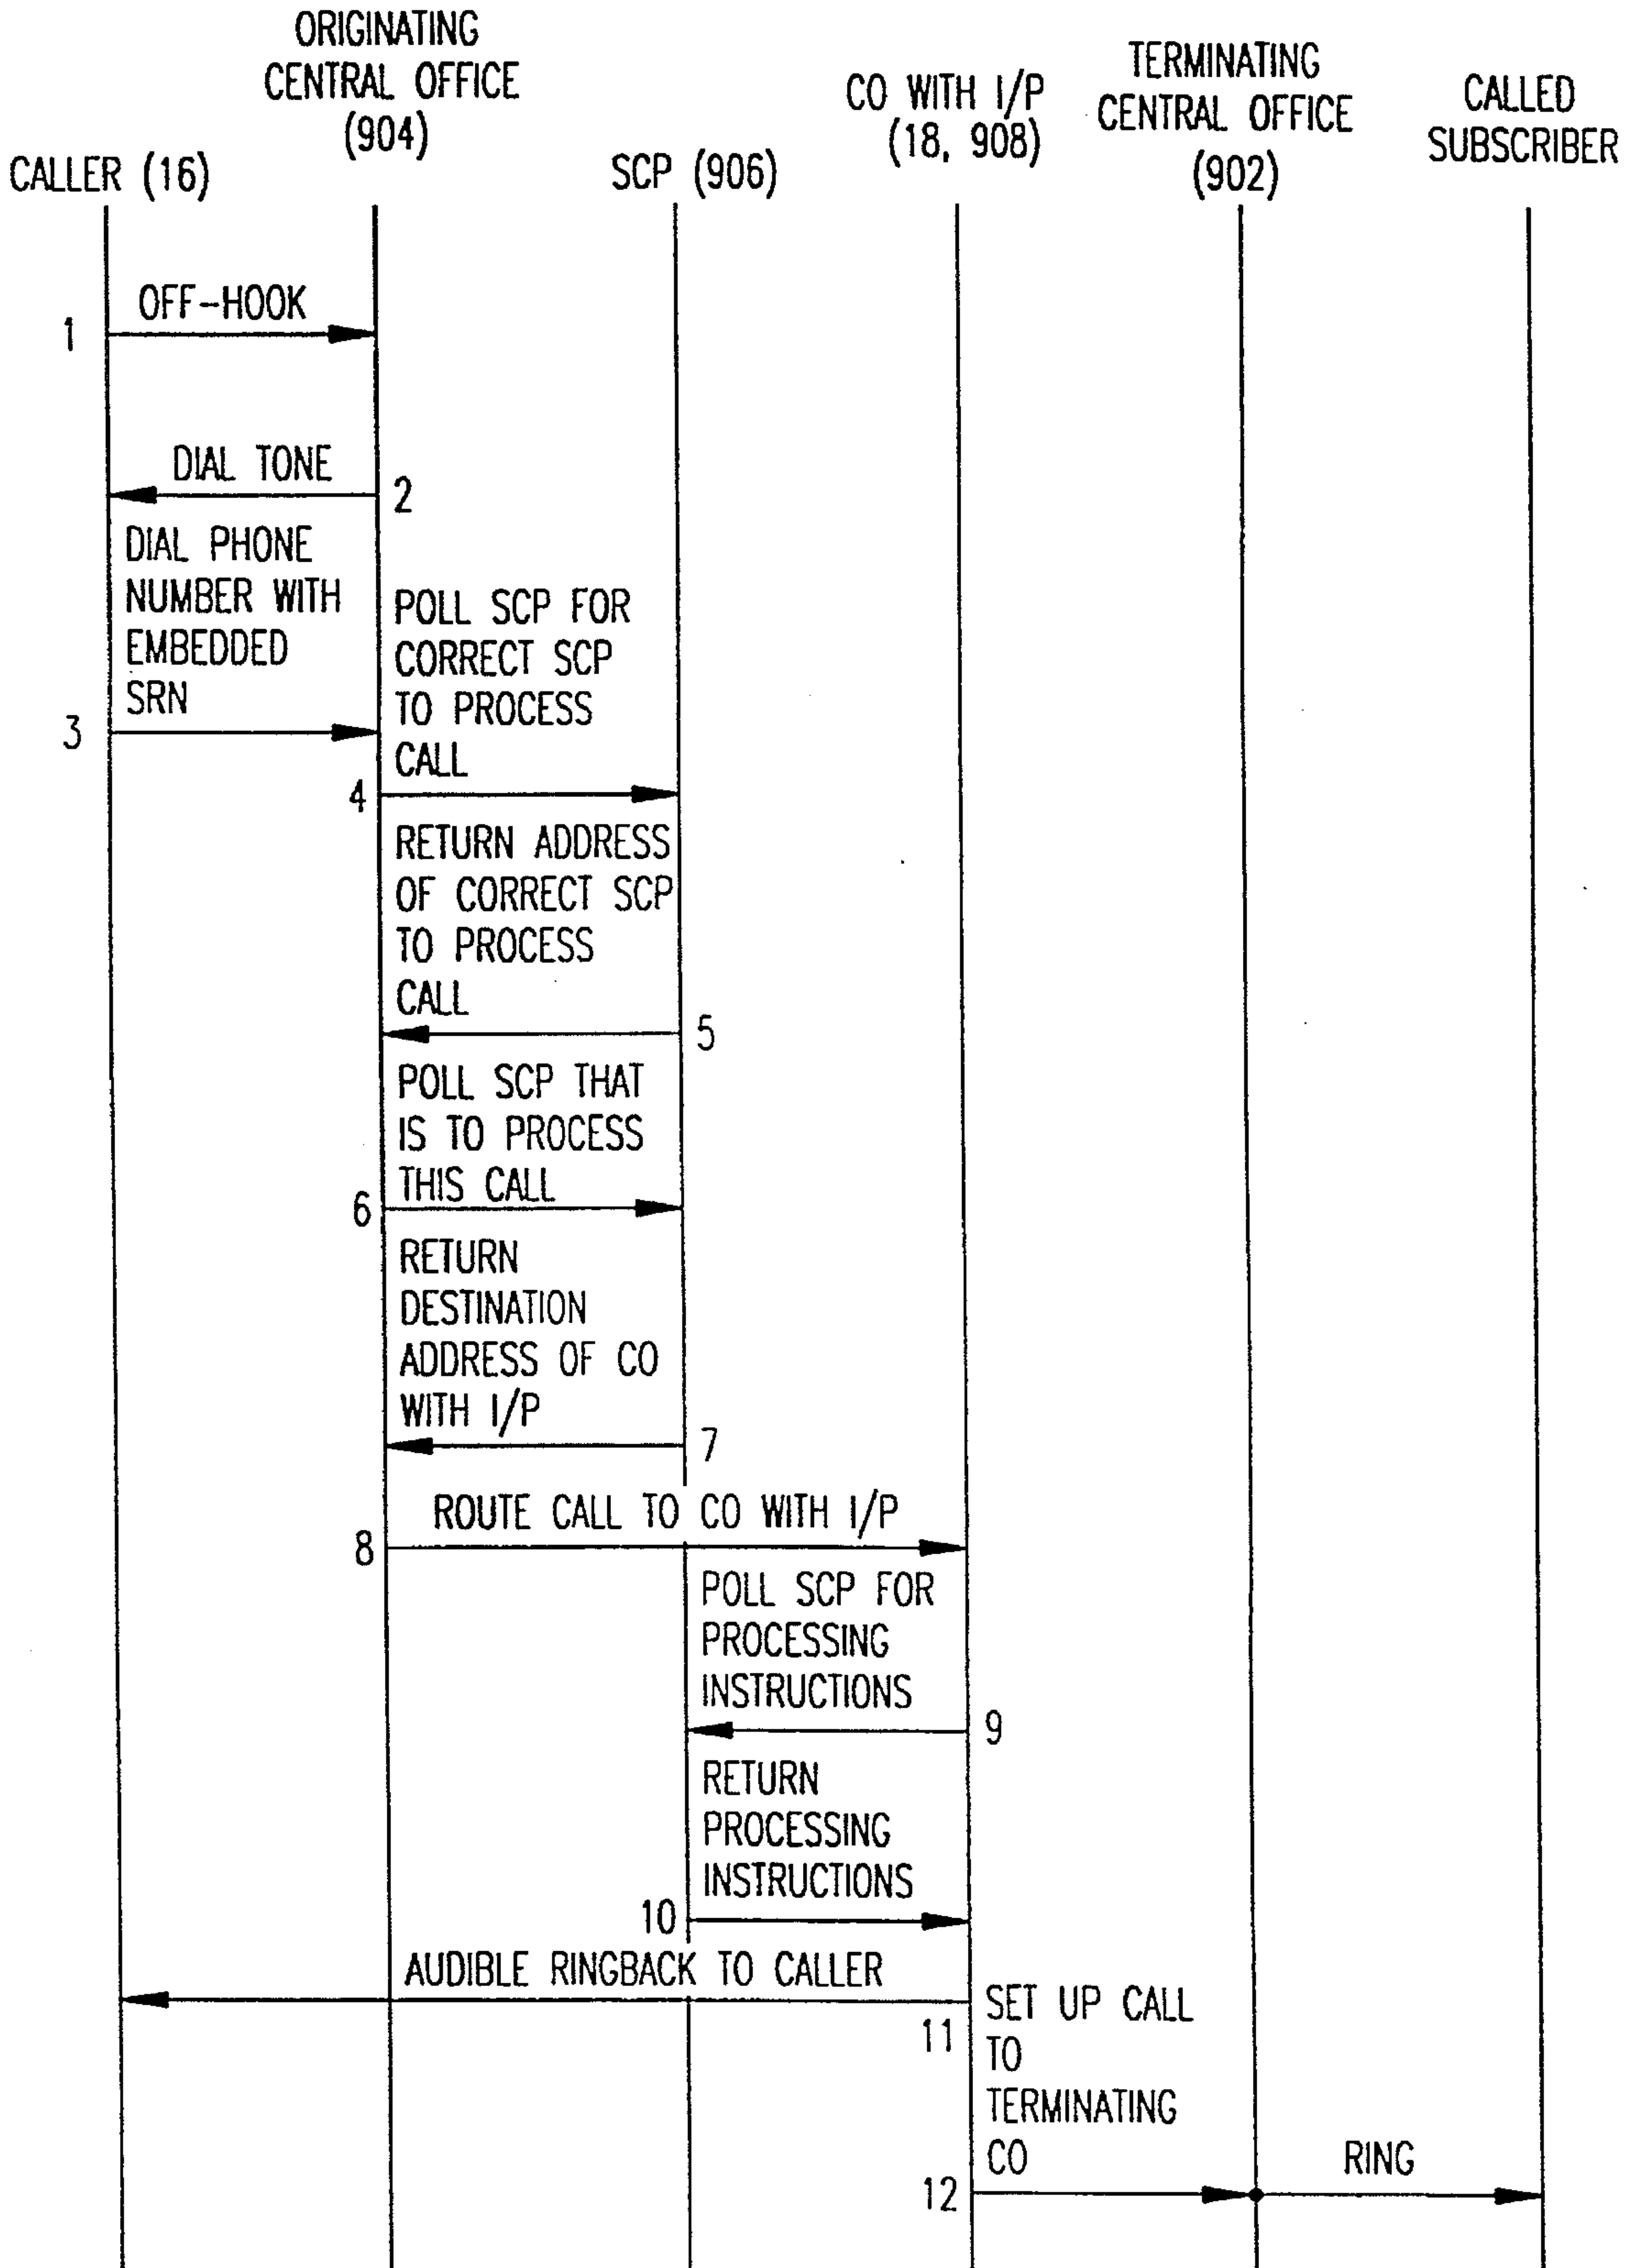 ORIGINATING
CENTRAL OFFICE
(904)
CO WITH I/P
(18, 908)
TERMINATING
CENTRAL OFFICE
(902)
CALLED
SUBSCRIBER
CALLER (16)
SCP (906)
OFF-HOOK
1
DIAL TONE
2
DIAL PHONE
NUMBER WITH
EMBEDDED
SRN
3
POLL SCP FOR
CORRECT SCP
TO PROCESS
CALL
4
RETURN ADDRESS
OF CORRECT SCP
TO PROCESS
CALL
5
POLL SCP THAT
IS TO PROCESS
THIS CALL
6
RETURN
DESTINATION
ADDRESS OF CO
WITH I/P
7
ROUTE CALL TO CO WITH I/P
8
POLL SCP FOR
PROCESSING
INSTRUCTIONS
9
RETURN
PROCESSING
INSTRUCTIONS
10
AUDIBLE RINGBACK TO CALLER
11
SET UP CALL
TO
TERMINATING
CO
12
RING